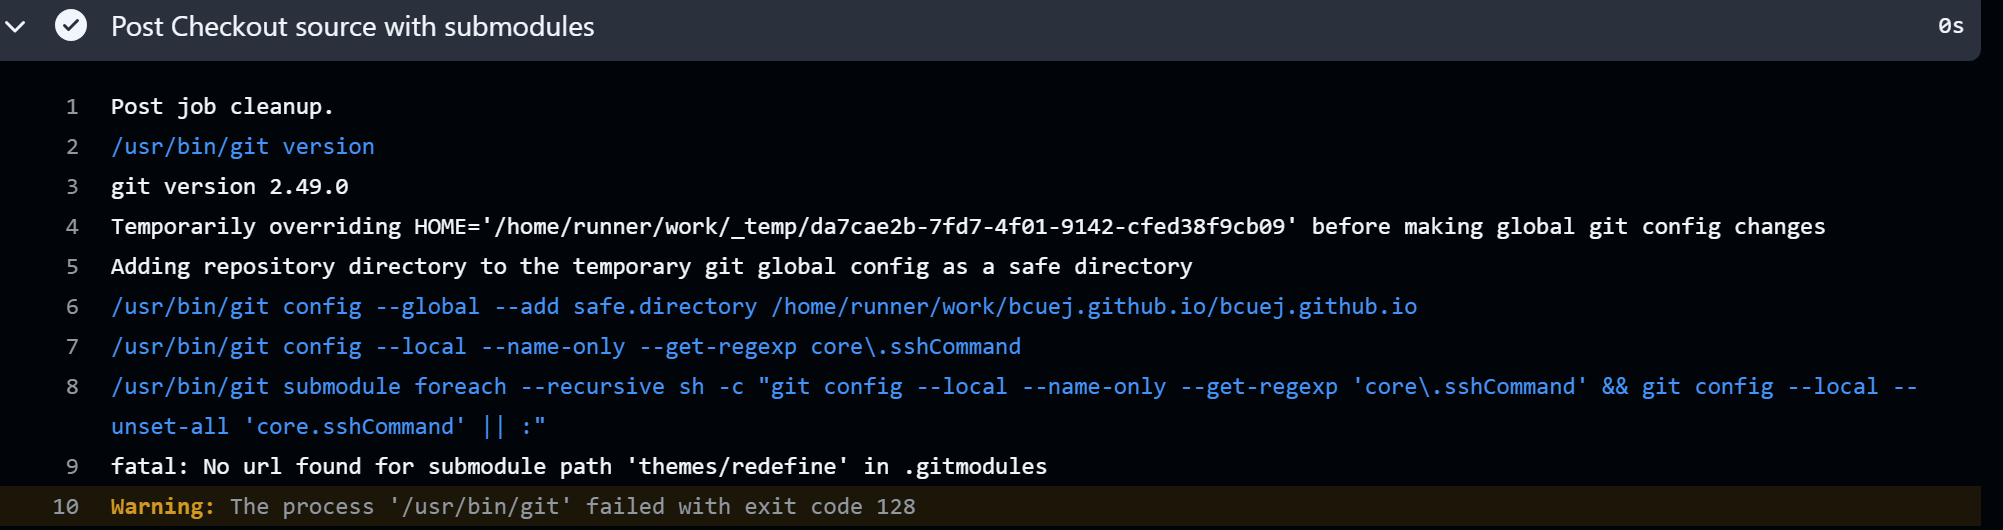 Post Checkout source with submodules 0s
1 Post job cleanup.
2 /usr/bin/git version
3 git version 2.49.0
4 Temporarily overriding HOME='/home/runner/work/_temp/da7cae2b-7fd7-4f01-9142-cfed38f9cb09' before making global git config changes
5 Adding repository directory to the temporary git global config as a safe directory
6 /usr/bin/git config --global --add safe.directory /home/runner/work/bcuej.github.io/bcuej.github.io
7 /usr/bin/git config --local --name-only --get-regexp core\.sshCommand
8 /usr/bin/git submodule foreach --recursive sh -c "git config --local --name-only --get-regexp 'core\.sshCommand' && git config --local --
unset-all 'core.sshCommand' || :"
9 fatal: No url found for submodule path 'themes/redefine' in .gitmodules
10 Warning: The process '/usr/bin/git' failed with exit code 128